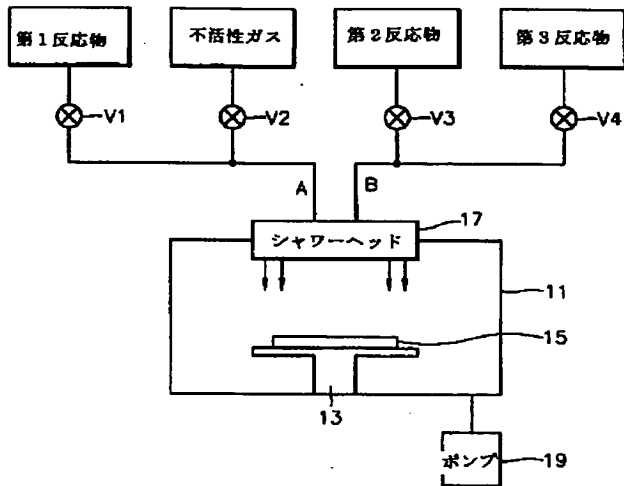 第1反応物
不活性ガス
第2反応物
第3反応物
V1
V2
V3
V4
A
B
17
シャワーヘッド
11
15
13
ポンプ
19